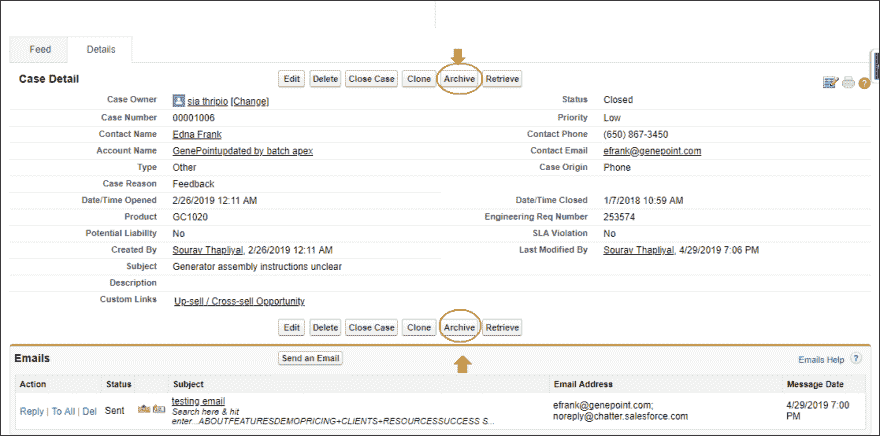 Feed Details
Case Detail Edit Delete Close Case Clone Archive Retrieve
Case Owner sia thripio [Change] Status Closed
Case Number 00001006 Priority Low
Contact Name Edna Frank Contact Phone (650) 867-3450
Account Name GenePointupdated by batch apex Contact Email efrank@genepoint.com
Type Other Case Origin Phone
Case Reason Feedback
Date/Time Opened 2/26/2019 12:11 AM Date/Time Closed 1/7/2018 10:59 AM
Product GC1020 Engineering Req Number 253574
Potential Liability No SLA Violation No
Created By Sourav Thapliyal, 2/26/2019 12:11 AM Last Modified By Sourav Thapliyal, 4/29/2019 7:06 PM
Subject Generator assembly instructions unclear
Description
Custom Links Up-sell / Cross-sell Opportunity
Edit Delete Close Case Clone Archive Retrieve
Emails Send an Email Emails Help ?
Action Status Subject Email Address Message Date
Reply | To All | Del Sent testing email efrank@genepoint.com; 4/29/2019 7:00
Search here & hit noreply@chatter.salesforce.com PM
enter...ABOUTFEATURESDEMOPRICING+CLIENTS+RESOURCESSUCCESS S...